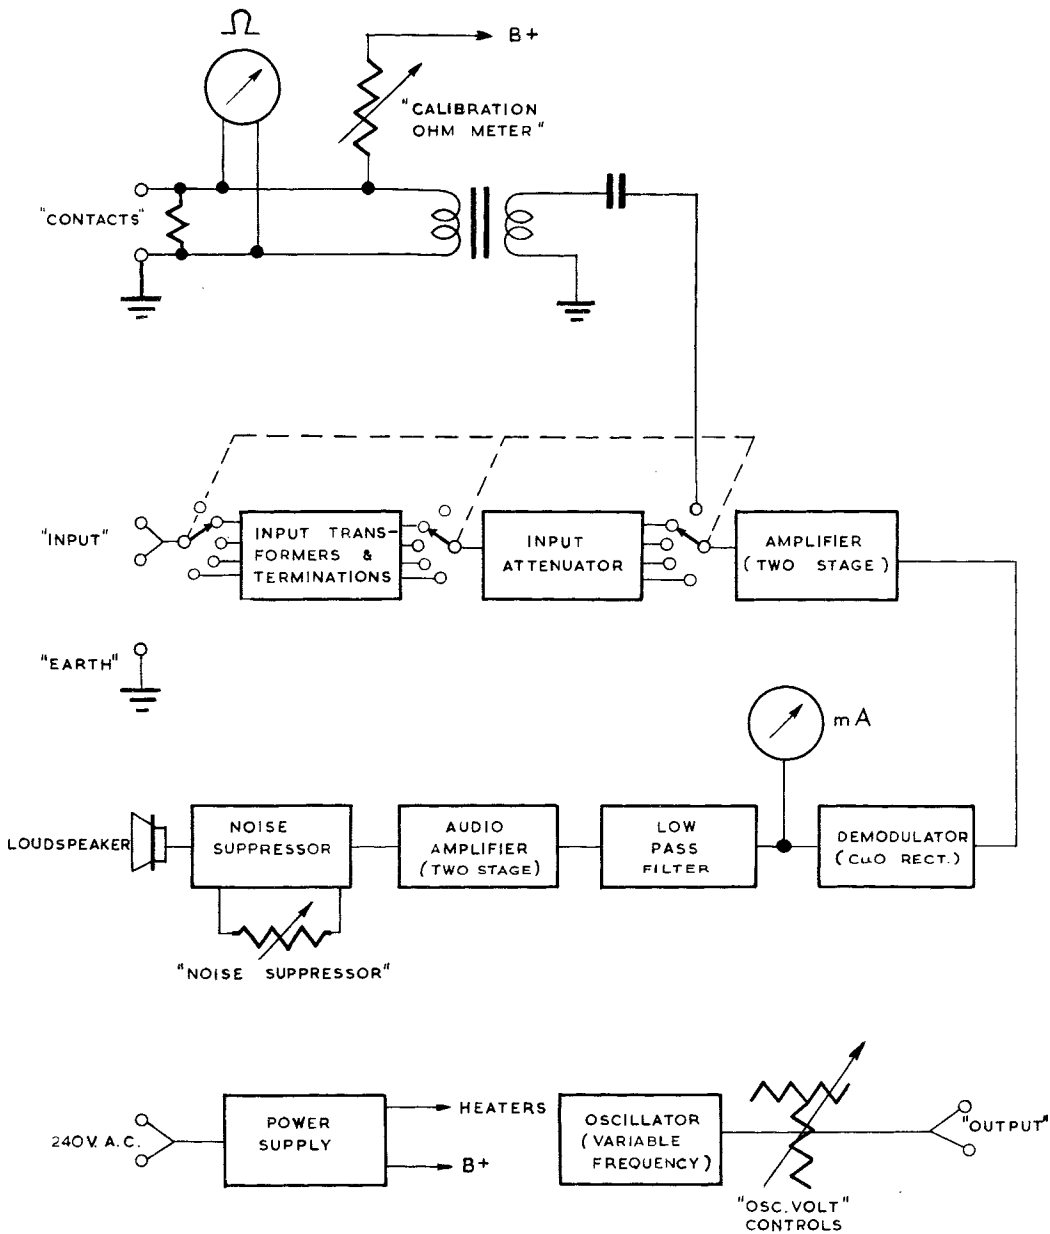 Ω
B+
"CALIBRATION
OHM METER"
"CONTACTS"
"INPUT"
INPUT TRANS-
FORMERS &
TERMINATIONS
INPUT
ATTENUATOR
AMPLIFIER
(TWO STAGE)
"EARTH"
mA
LOUDSPEAKER
NOISE
SUPPRESSOR
AUDIO
AMPLIFIER
(TWO STAGE)
LOW
PASS
FILTER
DEMODULATOR
(CuO RECT.)
"NOISE SUPPRESSOR"
240V. A.C.
POWER
SUPPLY
HEATERS
B+
OSCILLATOR
(VARIABLE
FREQUENCY)
"OUTPUT"
"OSC. VOLT"
CONTROLS